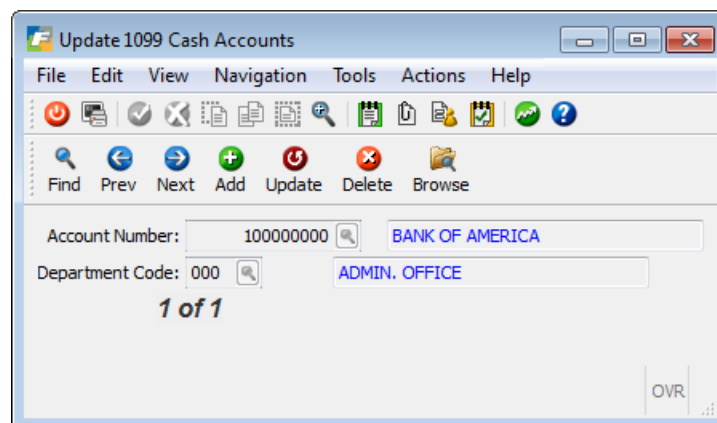 Update 1099 Cash Accounts
File Edit View Navigation Tools Actions Help
Find Prev Next Add Update Delete Browse
Account Number: 100000000 BANK OF AMERICA
Department Code: 000 ADMIN. OFFICE
1 of 1
OVR